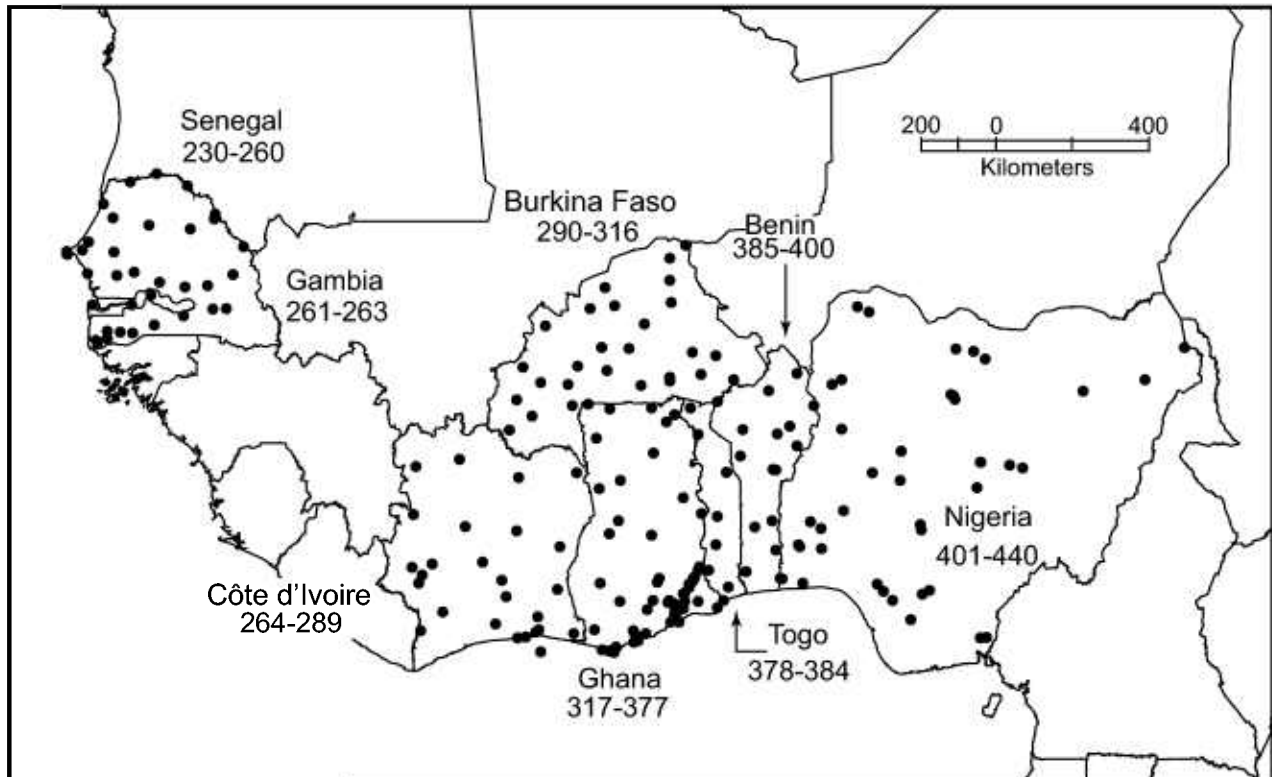 Senegal
230-260
200 0 400
Kilometers
Burkina Faso
290-316
Benin
385-400
Gambia
261-263
Nigeria
401-440
Côte d'Ivoire
264-289
Togo
378-384
Ghana
317-377